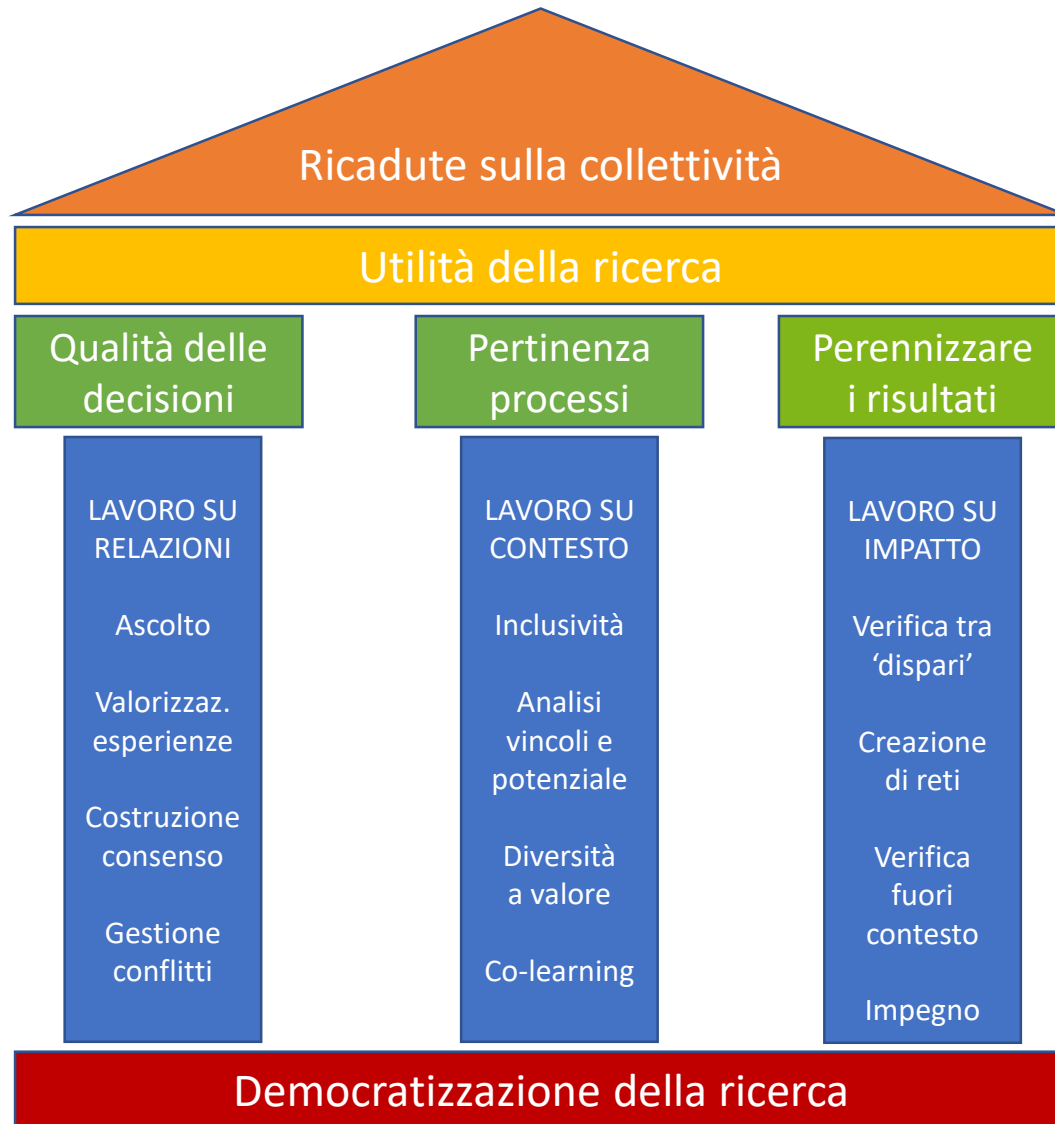 Ricadute sulla collettività
Utilità della ricerca
Qualità delle
decisioni
Pertinenza
processi
Perennizzare
i risultati
LAVORO SU
RELAZIONI
Ascolto
Valorizzaz.
esperienze
Costruzione
consenso
Gestione
conflitti
LAVORO SU
CONTESTO
Inclusività
Analisi
vincoli e
potenziale
Diversità
a valore
Co-learning
LAVORO SU
IMPATTO
Verifica tra
‘dispari’
Creazione
di reti
Verifica
fuori
contesto
Impegno
Democratizzazione della ricerca